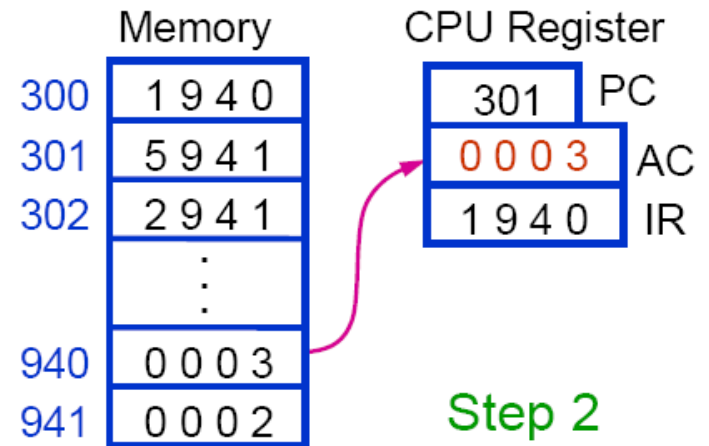 Memory CPU Register
300 1 9 4 0 301 PC
301 5 9 4 1 0 0 0 3 AC
302 2 9 4 1 1 9 4 0 IR
.
.
.
940 0 0 0 3
941 0 0 0 2 Step 2